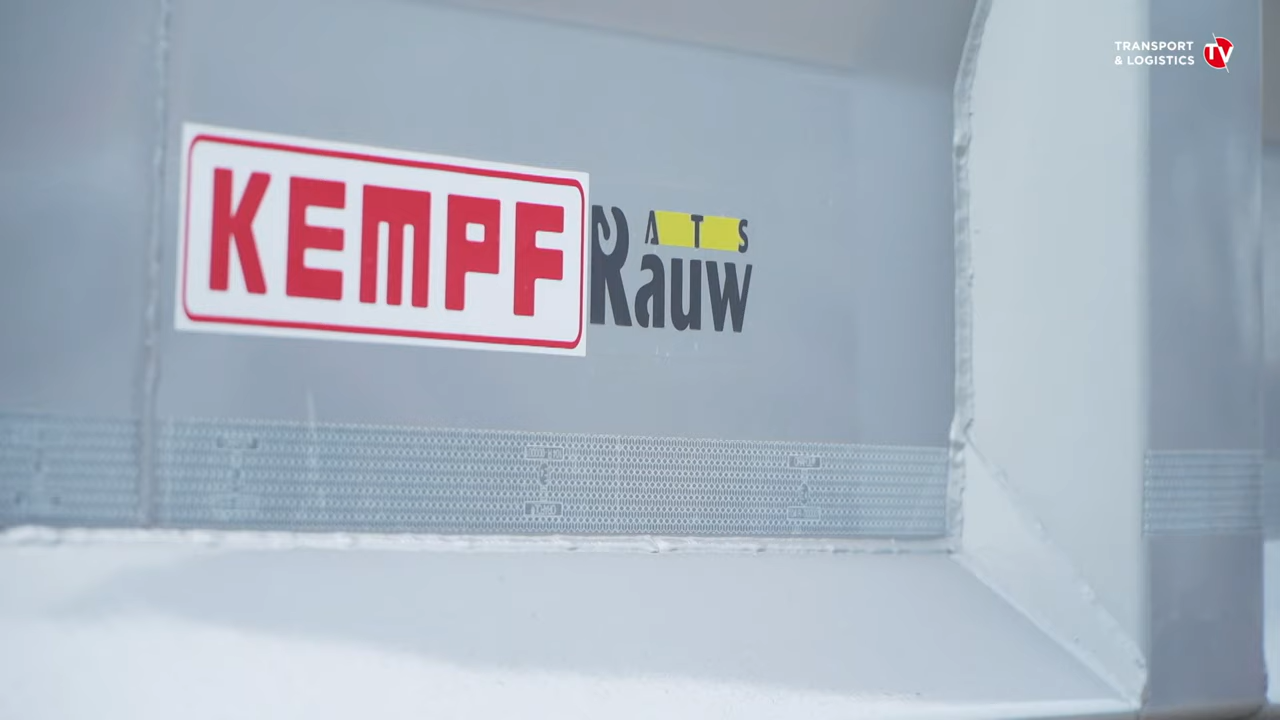 TRANSPORT
& LOGISTICS TV
KEMPF
ATS
Rauw